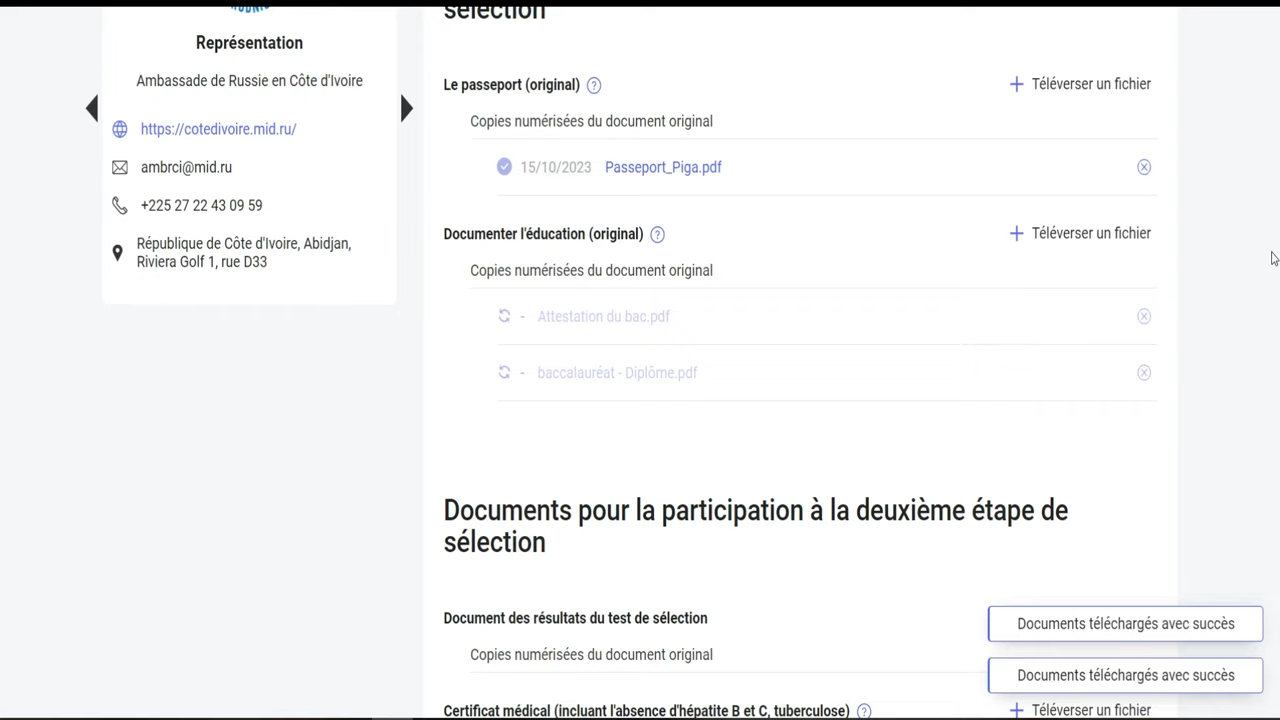 Représentation
Ambassade de Russie en Côte d'Ivoire
https://cotedivoire.mid.ru/
ambrci@mid.ru
+225 27 22 43 09 59
République de Côte d'Ivoire, Abidjan,
Riviera Golf 1, rue D33
sélection
Le passeport (original) ?
+ Téléverser un fichier
Copies numérisées du document original
15/10/2023 Passeport_Piga.pdf
Documenter l'éducation (original) ?
+ Téléverser un fichier
Copies numérisées du document original
- Attestation du bac.pdf
- baccalauréat - Diplôme.pdf
Documents pour la participation à la deuxième étape de
sélection
Document des résultats du test de sélection
Copies numérisées du document original
Certificat médical (incluant l'absence d'hépatite B et C, tuberculose) ?
+ Téléverser un fichier
Documents téléchargés avec succès
Documents téléchargés avec succès